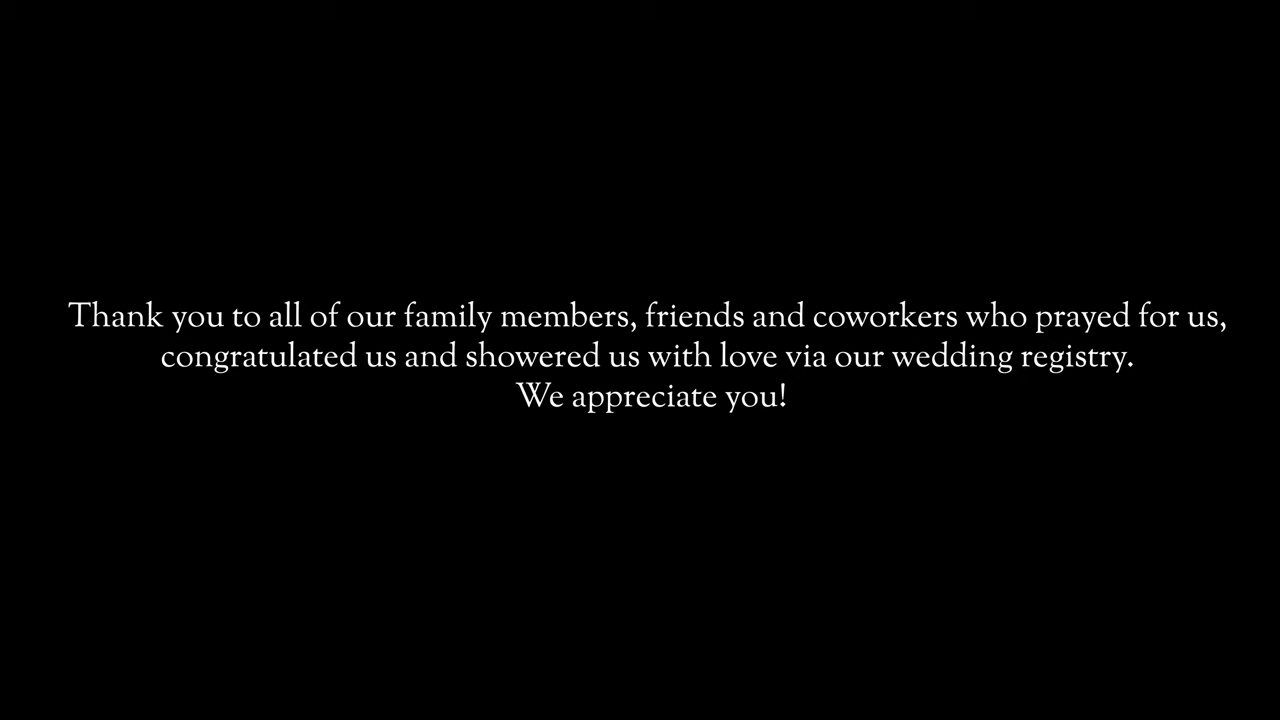 Thank you to all of our family members, friends and coworkers who prayed for us,
congratulated us and showered us with love via our wedding registry.
We appreciate you!